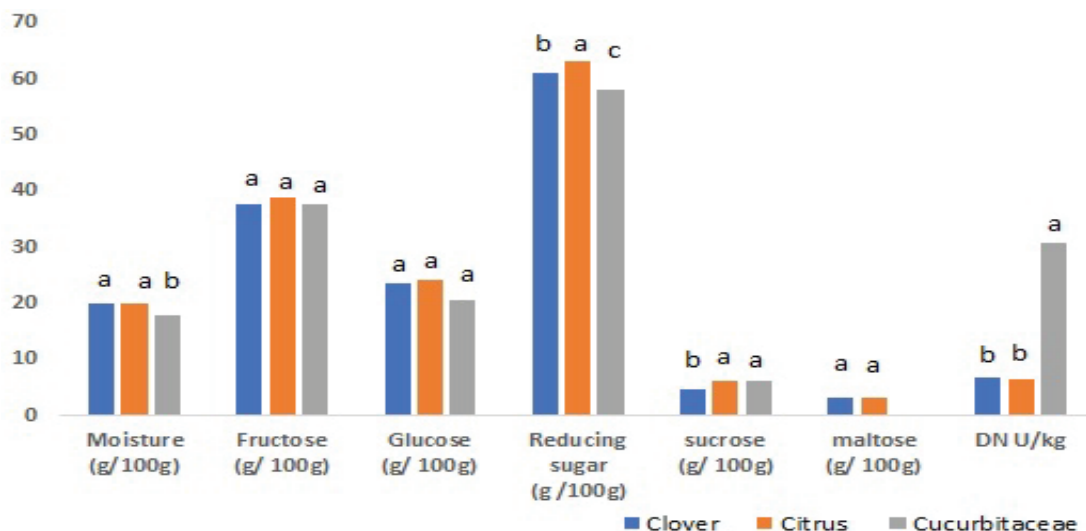 70
60
50
40
30
20
10
0
a a b
a a a
a a a
b a c
b a a
a a
b b a
Moisture
(g/ 100g)
Fructose
(g/ 100g)
Glucose
(g/ 100g)
Reducing
sugar
(g /100g)
sucrose
(g/ 100g)
maltose
(g/ 100g)
DN U/kg
Clover Citrus Cucurbitaceae